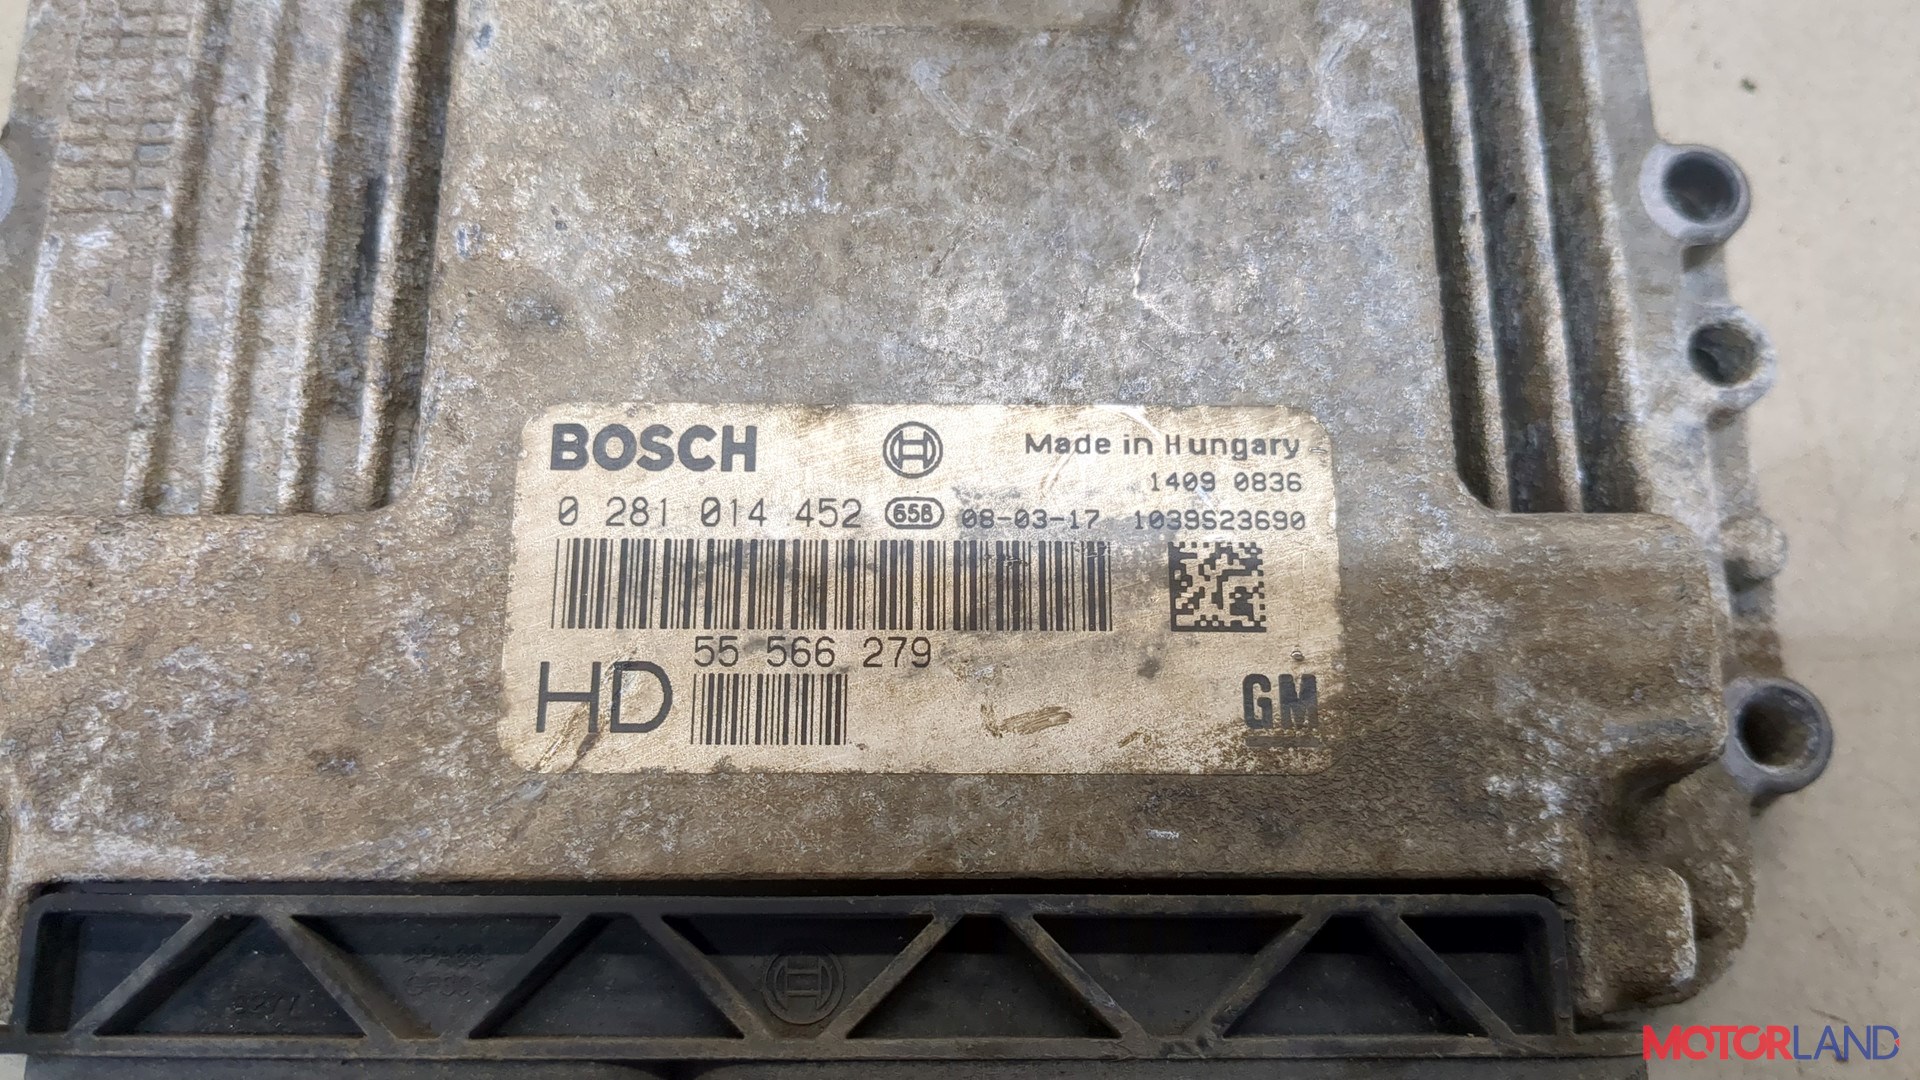 BOSCH
Made in Hungary
1409 0836
0 281 014 452 658 08-03-17 1039S23690
55 566 279
HD
GM
MOTORLAND